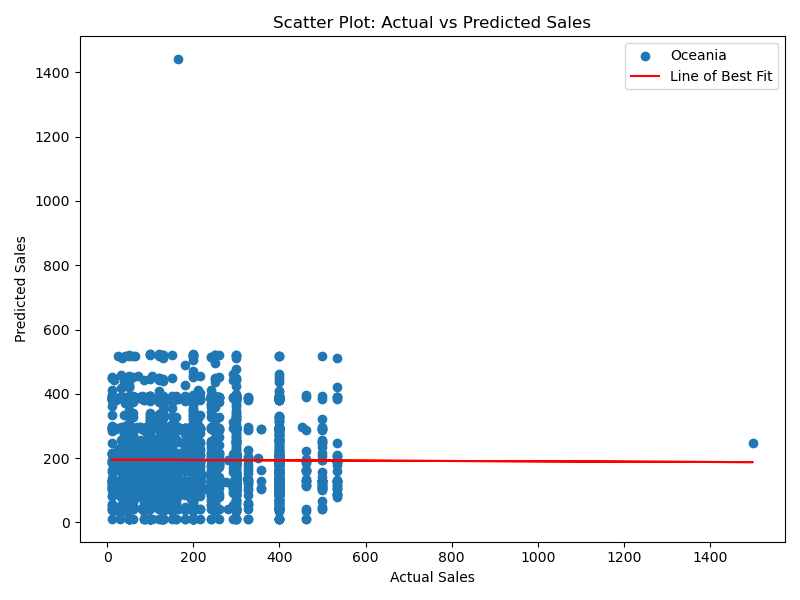 Scatter Plot: Actual vs Predicted Sales
Oceania
Line of Best Fit
Predicted Sales
1400
1200
1000
800
600
400
200
0
0 200 400 600 800 1000 1200 1400
Actual Sales